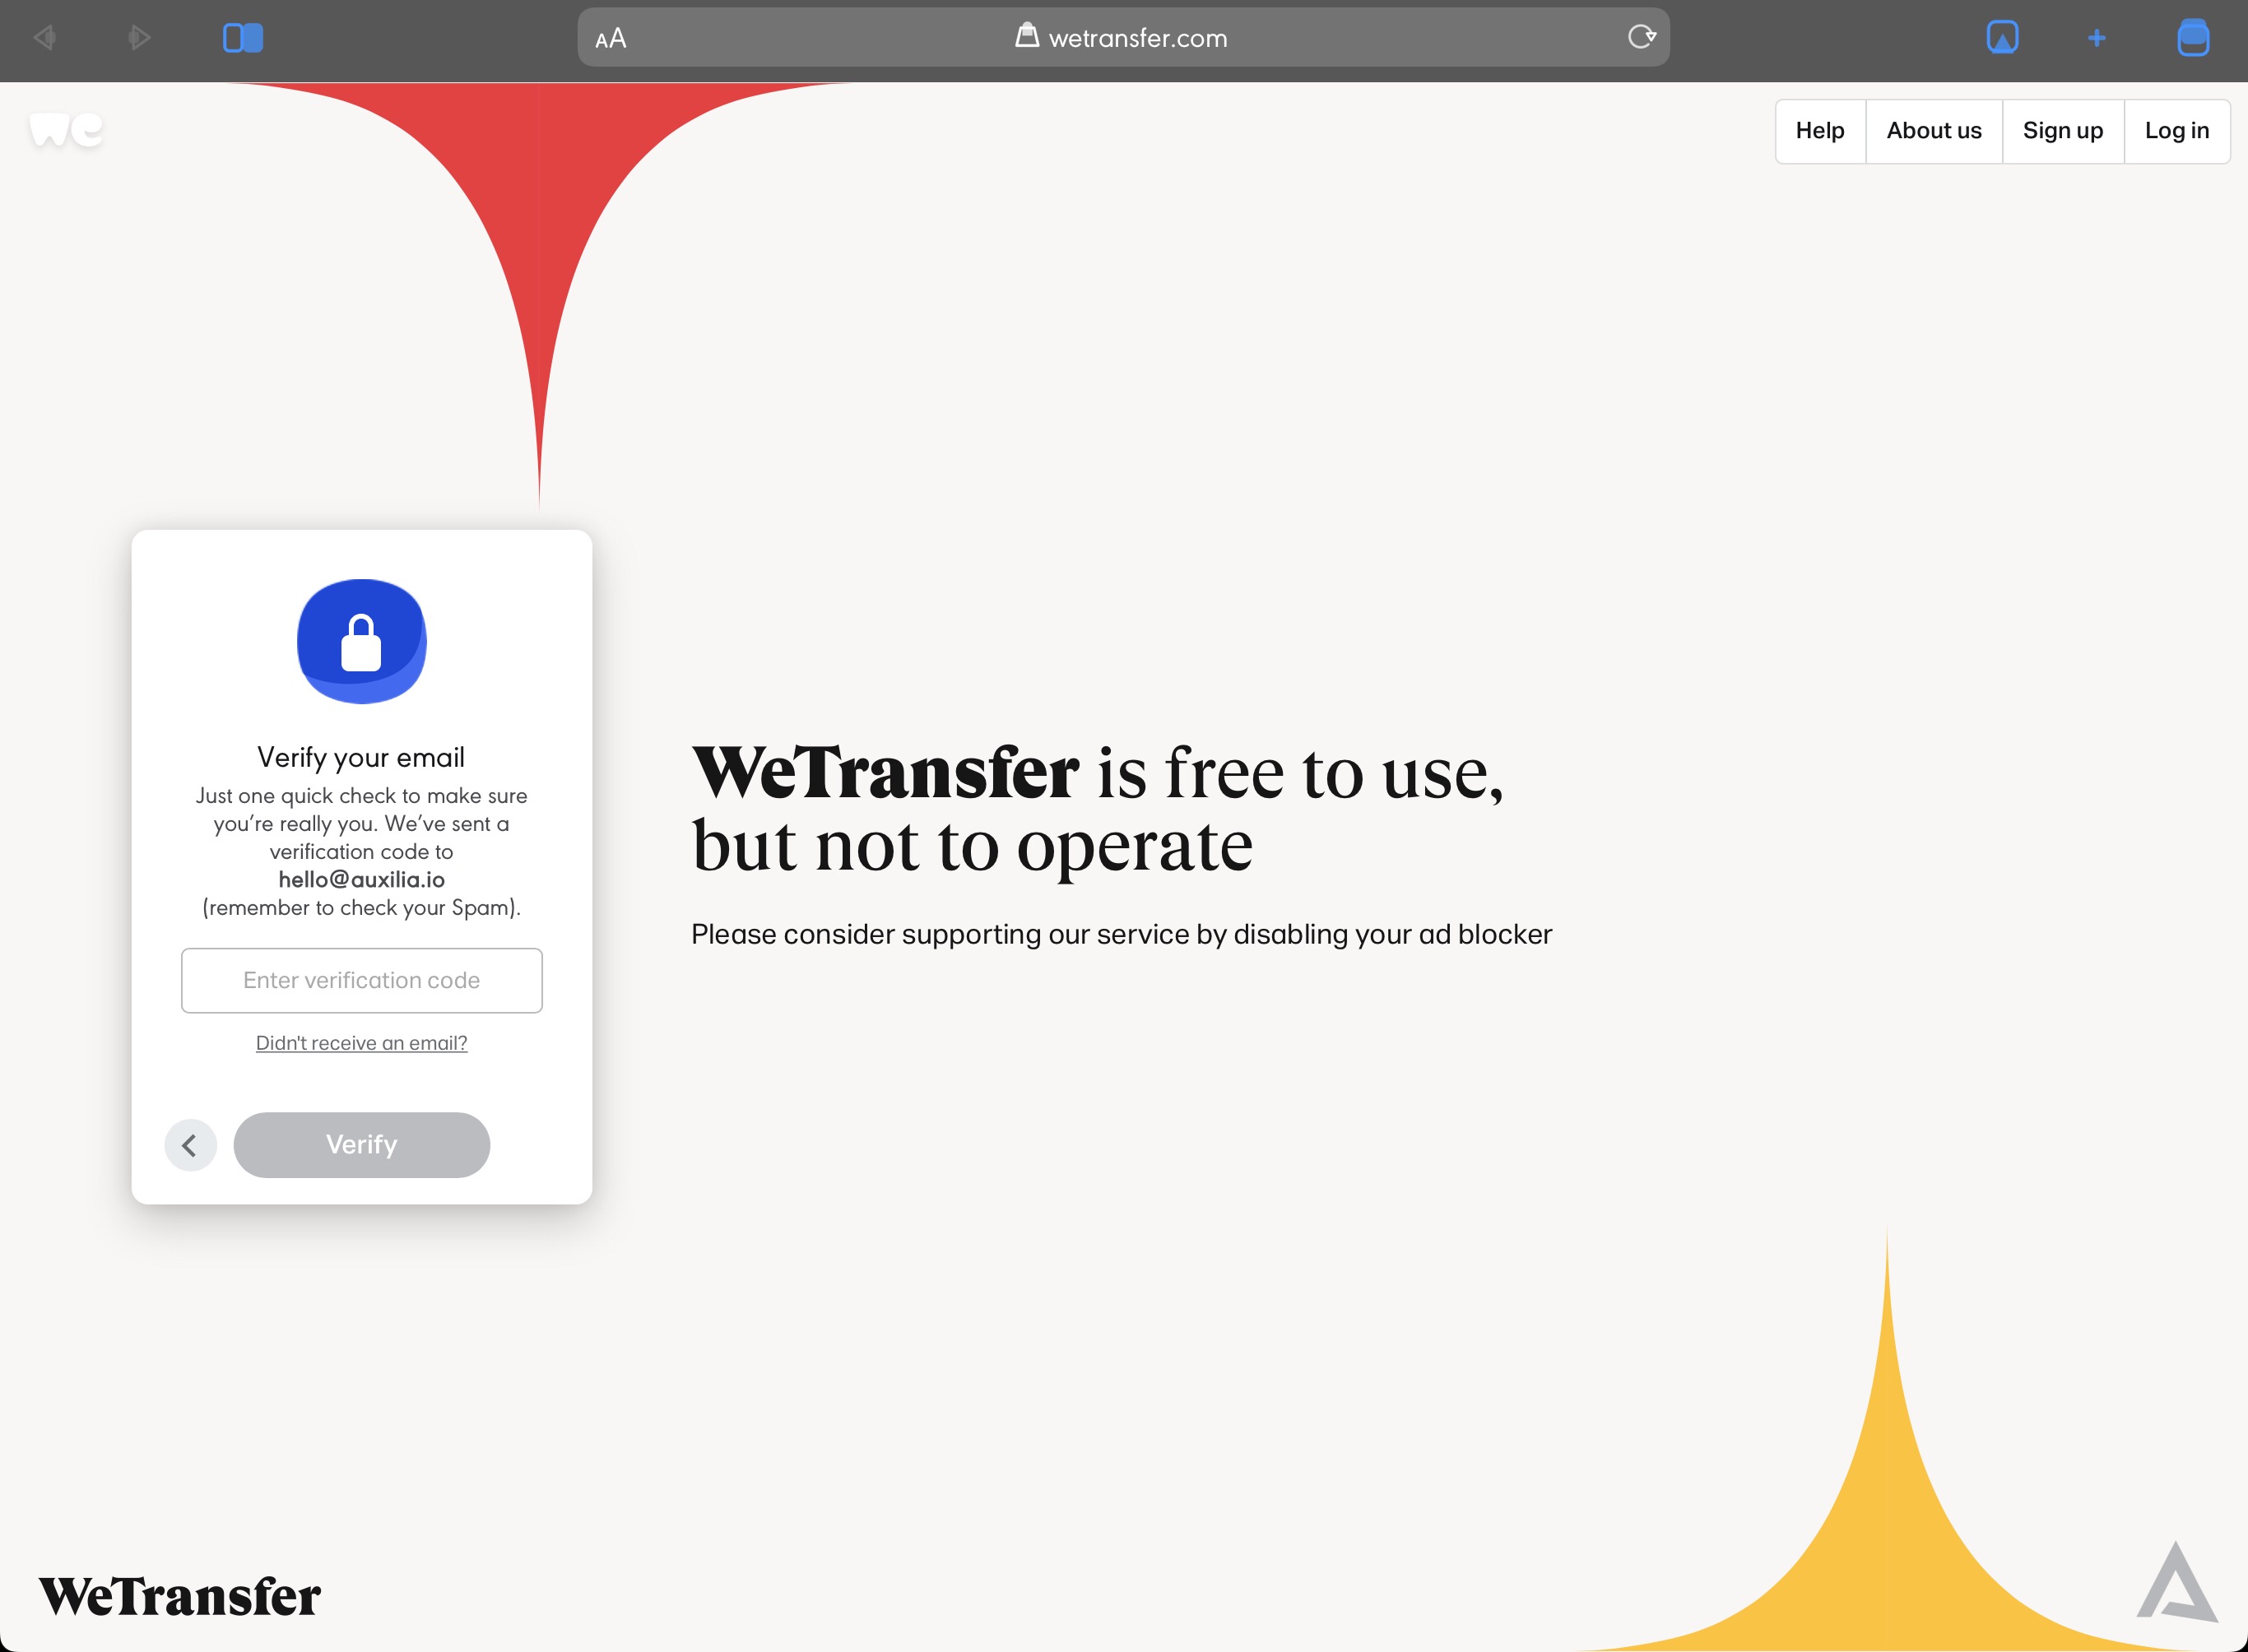 AA
wetransfer.com
we
Help
About us
Sign up
Log in
Verify your email
Just one quick check to make sure
you’re really you. We’ve sent a
verification code to
hello@auxilia.io
(remember to check your Spam).
Enter verification code
Didn't receive an email?
Verify
WeTransfer is free to use,
but not to operate
Please consider supporting our service by disabling your ad blocker
WeTransfer